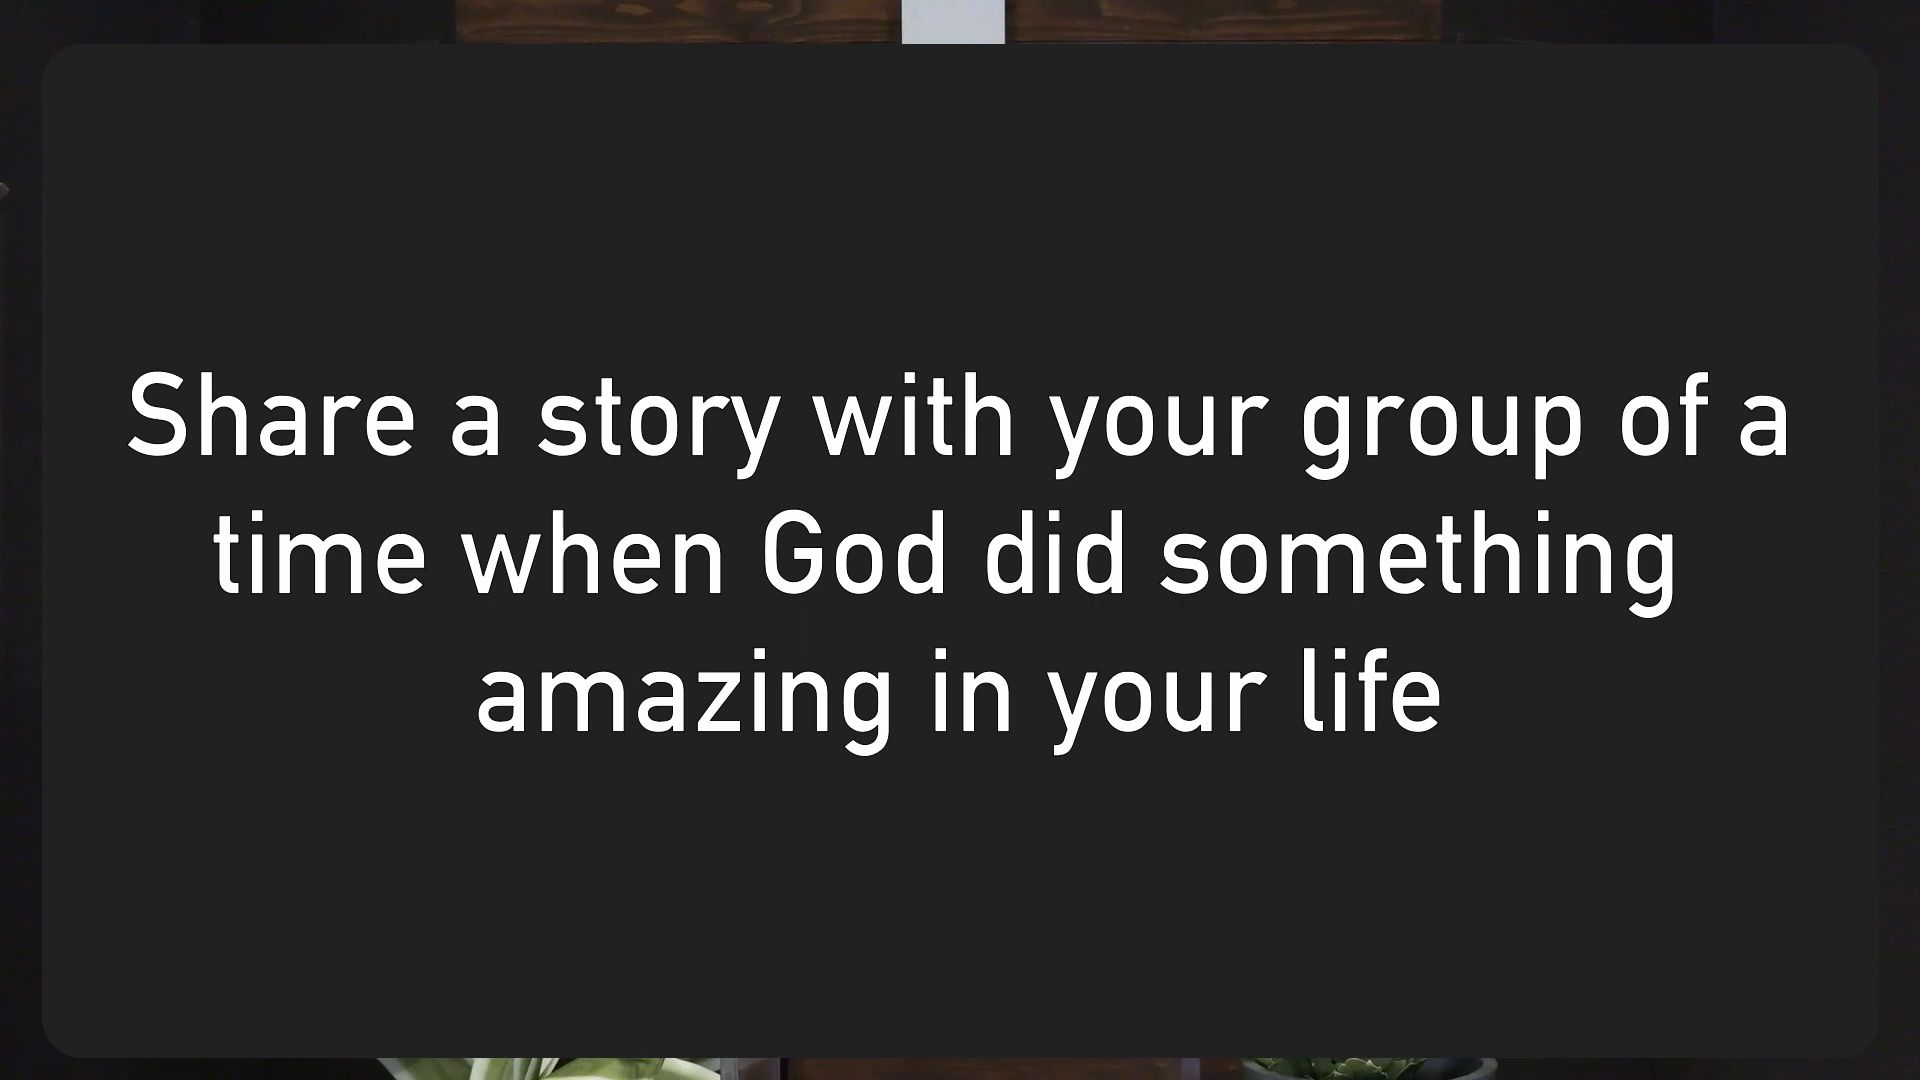 Share a story with your group of a
time when God did something
amazing in your life